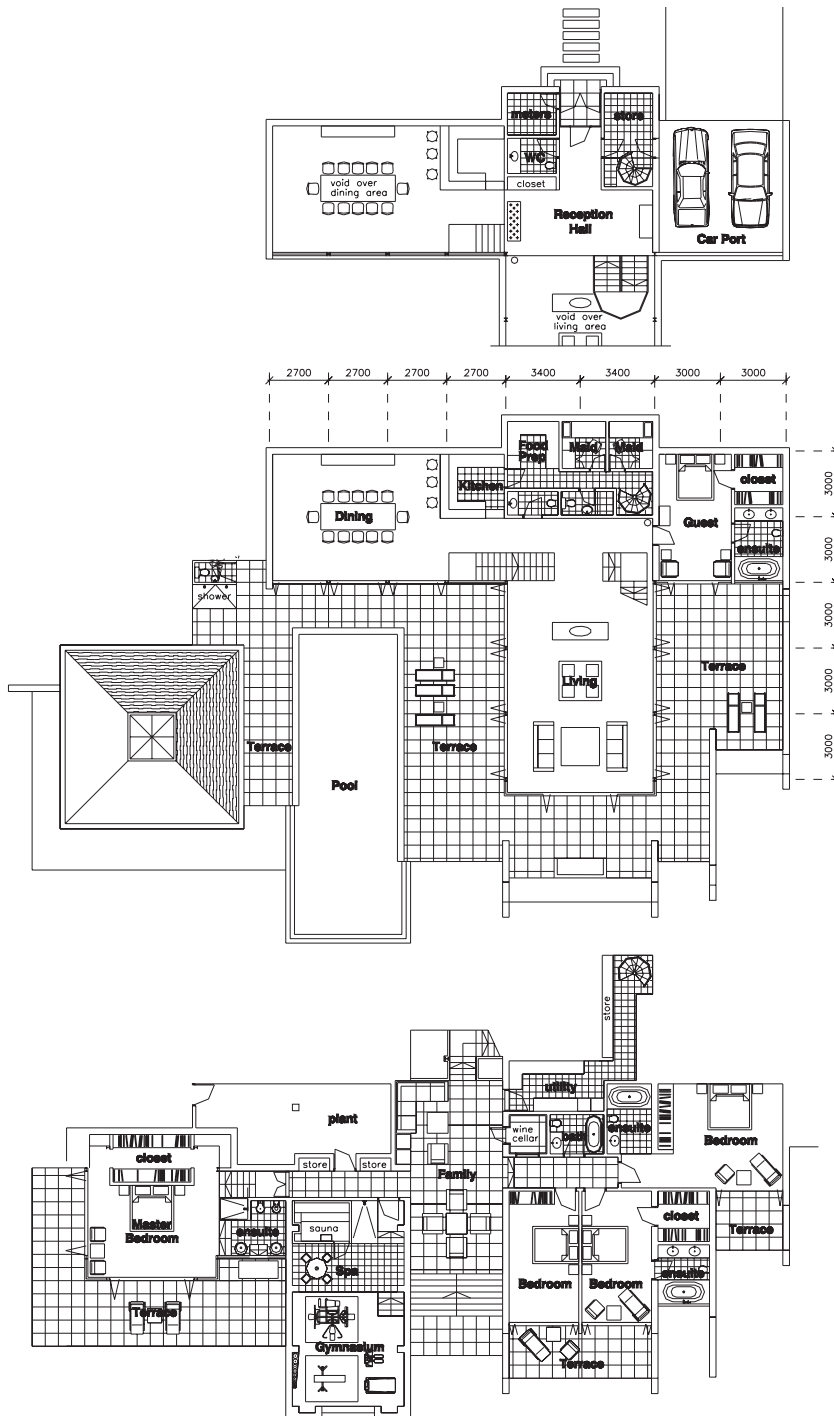 meters
store
WC
void over
dining area
closet
Reception
Hall
Car Port
void over
living area
2700
2700
2700
2700
3400
3400
3000
3000
Food
Prep
Maid
Maid
Kitchen
closet
3000
Dining
Guest
ensuite
3000
shower
3000
Living
Terrace
3000
Terrace
Terrace
3000
Pool
store
utility
plant
wine
cellar
bath
ensuite
Bedroom
closet
store
store
Family
Master
Bedroom
ensuite
sauna
closet
Terrace
Spa
Bedroom
Bedroom
ensuite
Terrace
Gymnasium
Terrace